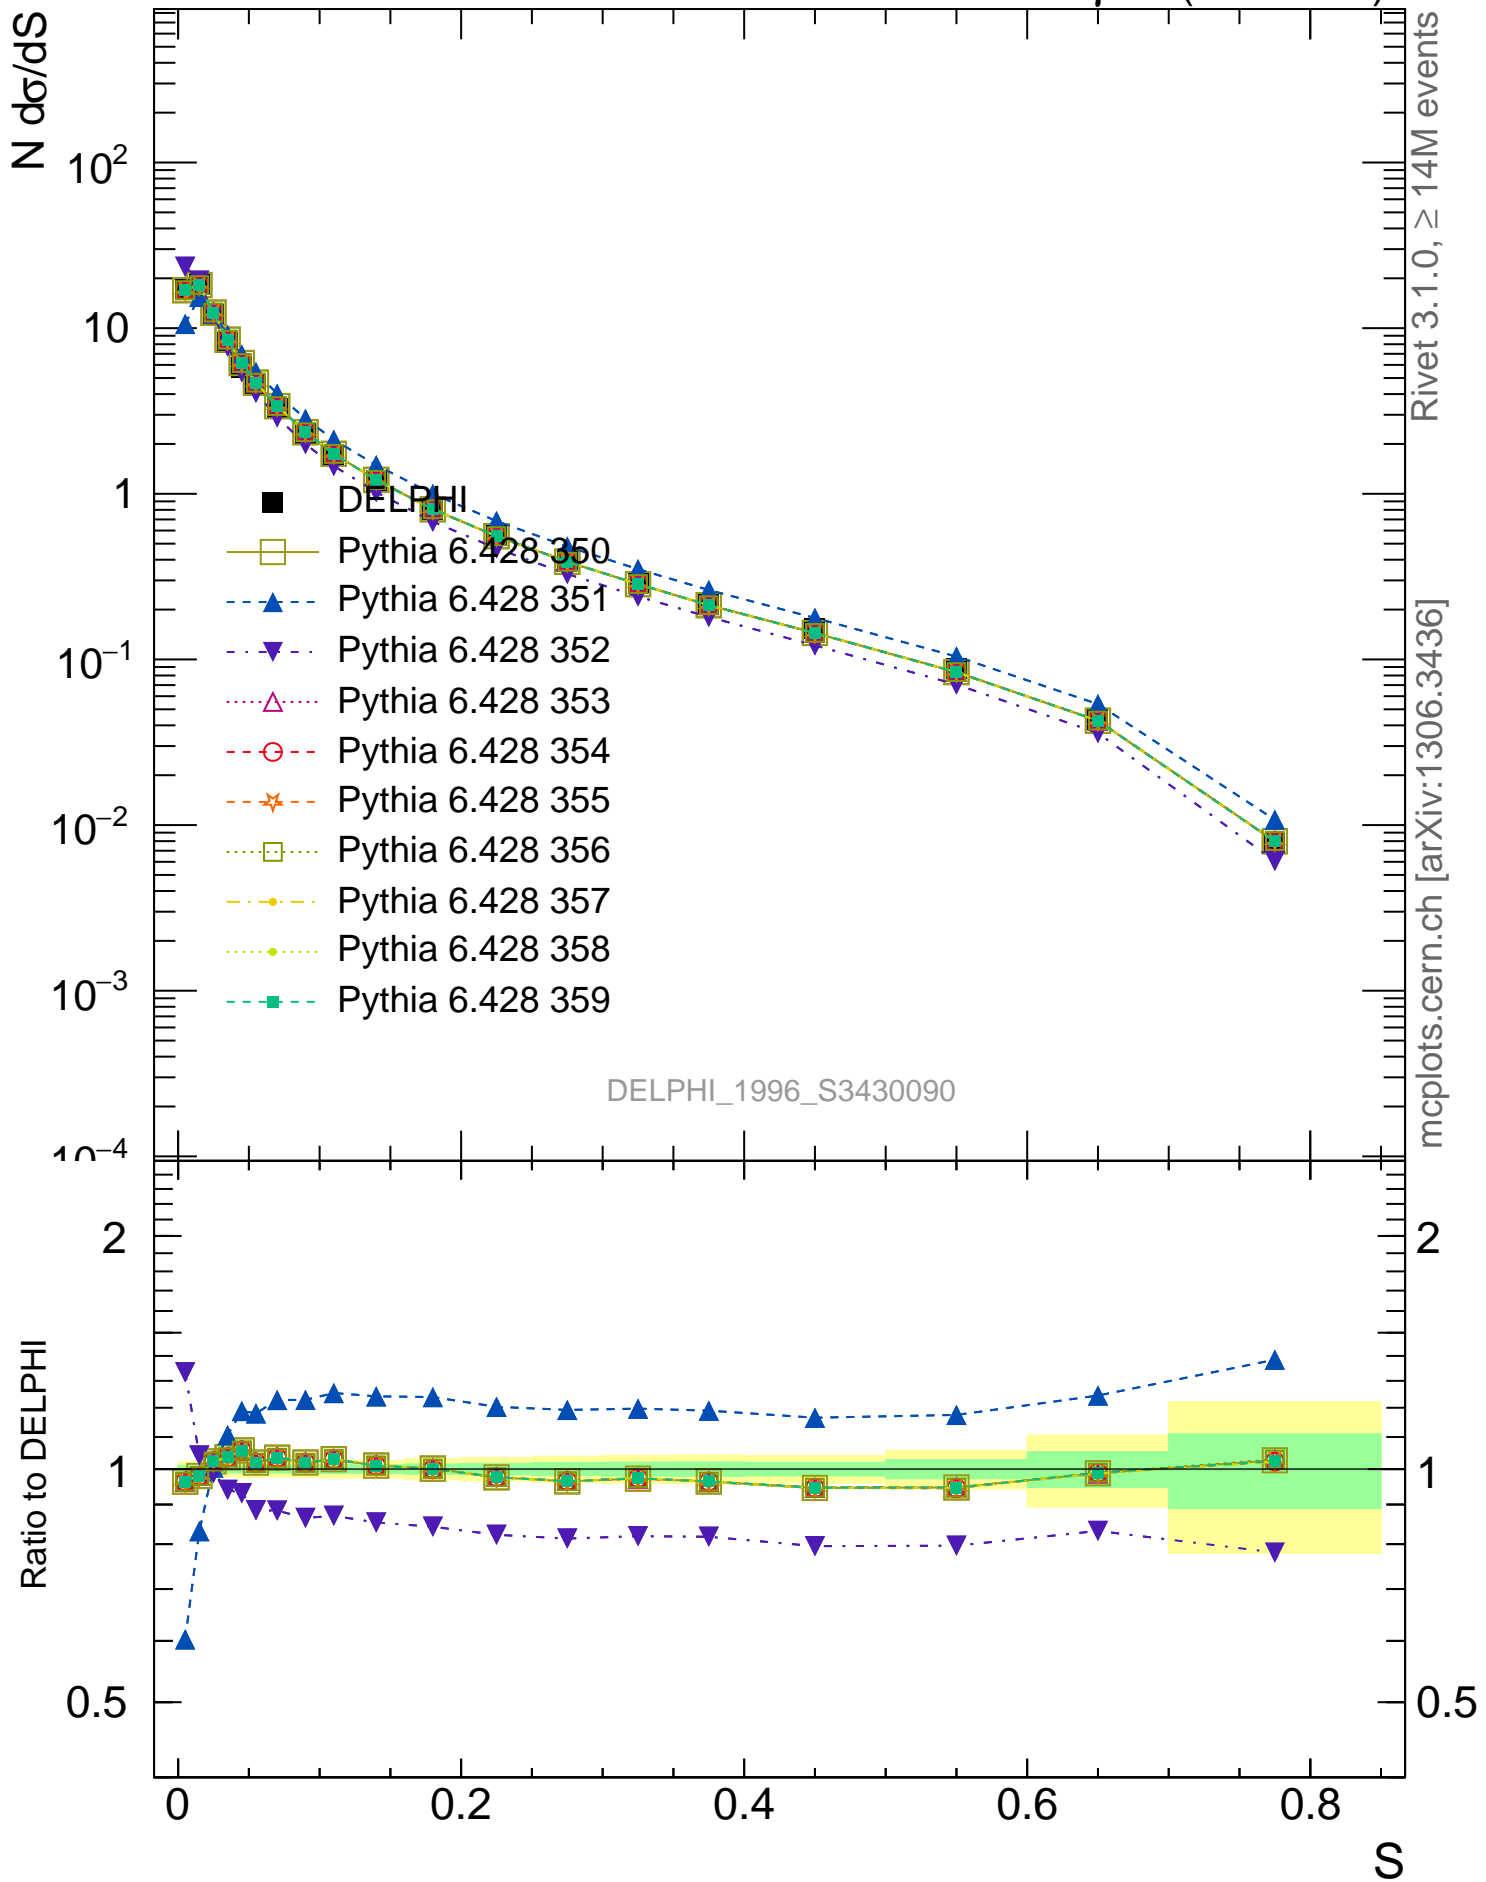 N dσ/dS
10²
10
1
10⁻¹
10⁻²
10⁻³
10⁻⁴
DELPHI
Pythia 6.428 350
Pythia 6.428 351
Pythia 6.428 352
Pythia 6.428 353
Pythia 6.428 354
Pythia 6.428 355
Pythia 6.428 356
Pythia 6.428 357
Pythia 6.428 358
Pythia 6.428 359
DELPHI_1996_S3430090
Rivet 3.1.0, ≥ 14M events
mcplots.cern.ch [arXiv:1306.3436]
Ratio to DELPHI
2
1
0.5
2
1
0.5
0
0.2
0.4
0.6
0.8
S